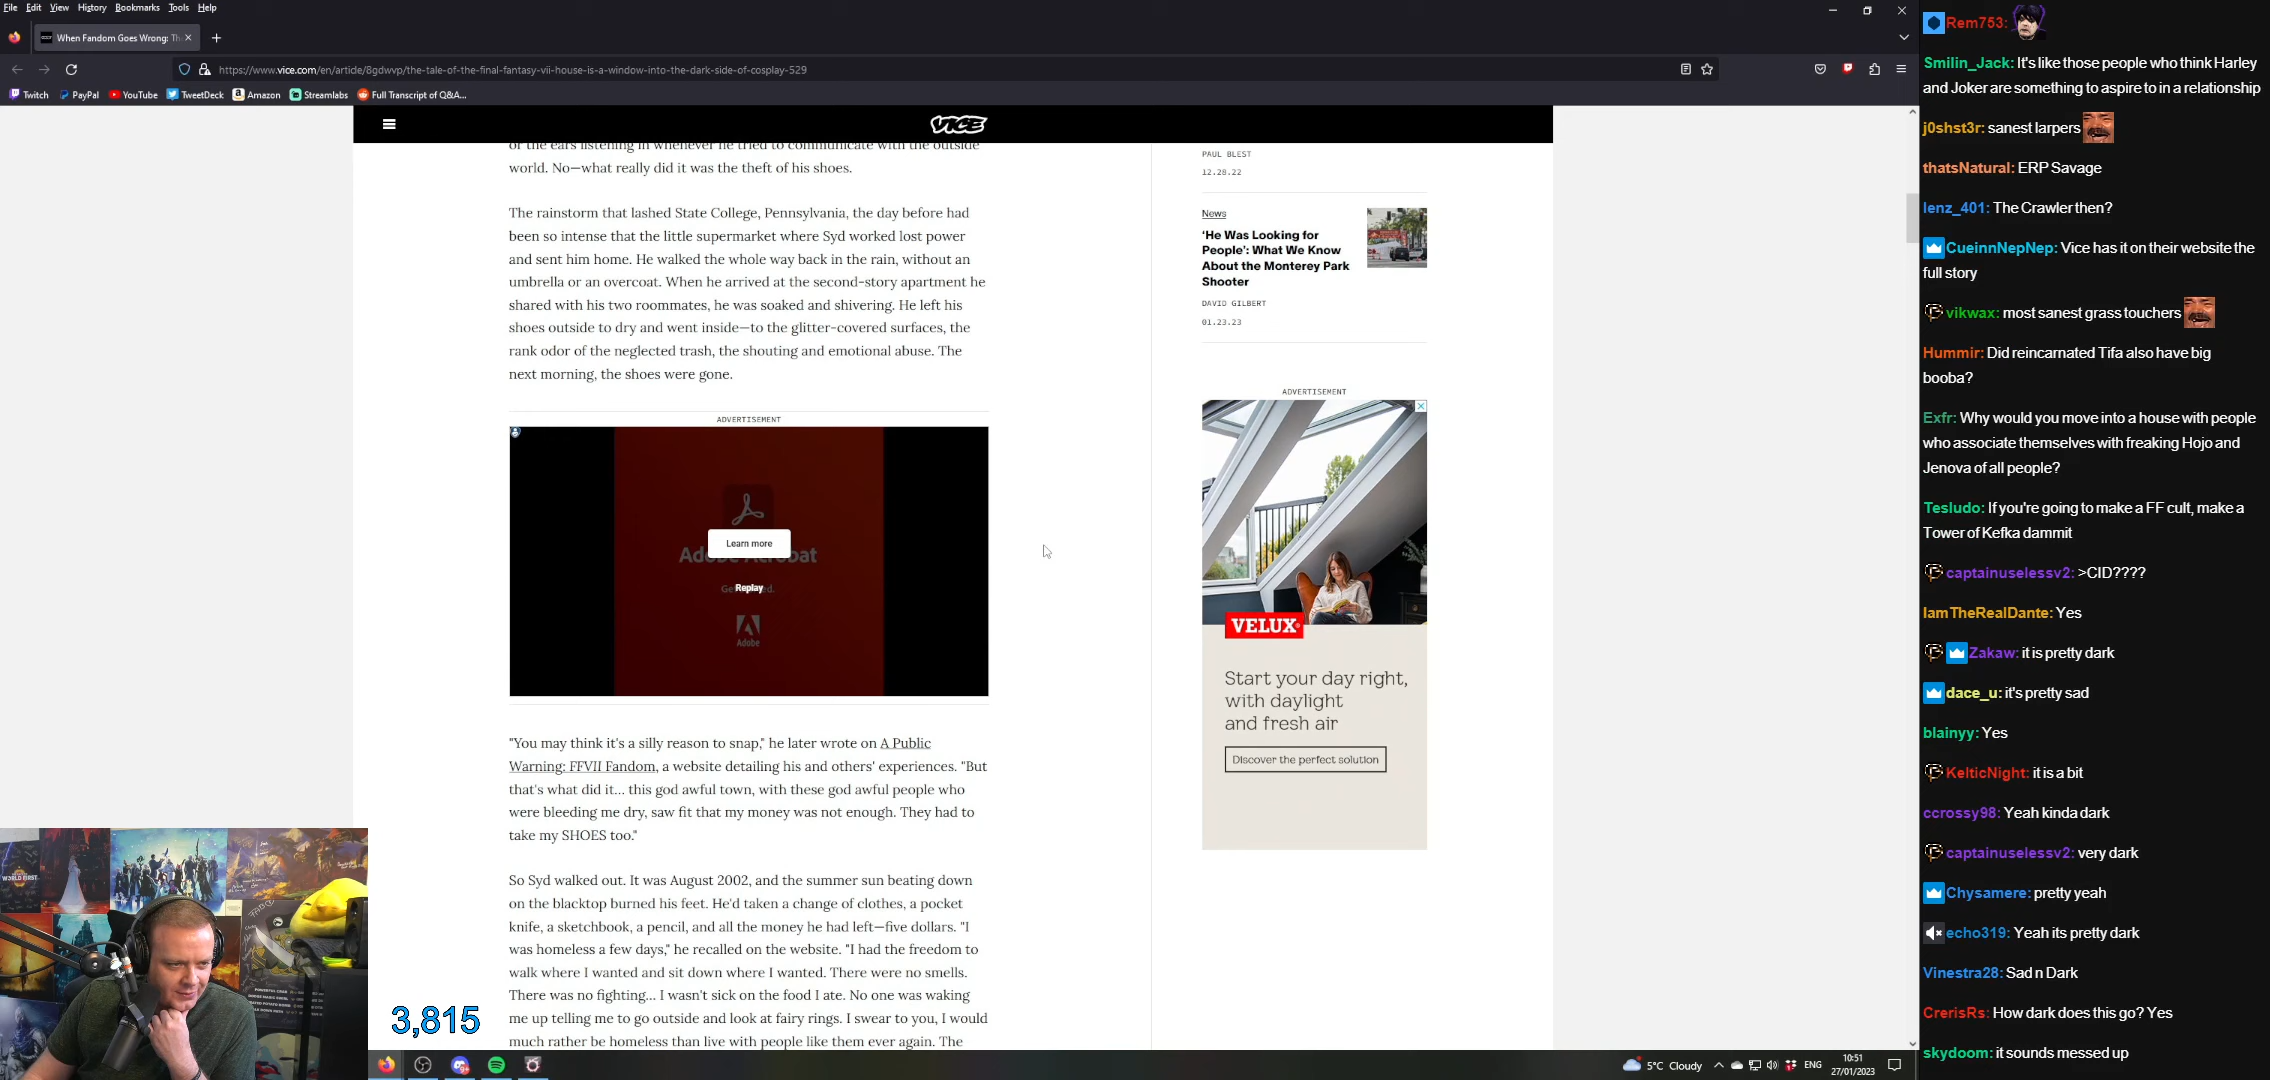 File Edit View History Bookmarks Tools Help
When Fandom Goes Wrong: Th
https://www.vice.com/en/article/8gdwvp/the-tale-of-the-final-fantasy-vii-house-is-a-window-into-the-dark-side-of-cosplay-529
Twitch PayPal YouTube TweetDeck Amazon Streamlabs Full Transcript of Q&A...
VICE
or the ears listening in whenever he tried to communicate with the outside
world. No—what really did it was the theft of his shoes.
The rainstorm that lashed State College, Pennsylvania, the day before had
been so intense that the little supermarket where Syd worked lost power
and sent him home. He walked the whole way back in the rain, without an
umbrella or an overcoat. When he arrived at the second-story apartment he
shared with his two roommates, he was soaked and shivering. He left his
shoes outside to dry and went inside—to the glitter-covered surfaces, the
rank odor of the neglected trash, the shouting and emotional abuse. The
next morning, the shoes were gone.
ADVERTISEMENT
Learn more
Replay
Adobe
"You may think it's a silly reason to snap," he later wrote on A Public
Warning: FFVII Fandom, a website detailing his and others' experiences. "But
that's what did it... this god awful town, with these god awful people who
were bleeding me dry, saw fit that my money was not enough. They had to
take my SHOES too."
So Syd walked out. It was August 2002, and the summer sun beating down
on the blacktop burned his feet. He'd taken a change of clothes, a pocket
knife, a sketchbook, a pencil, and all the money he had left—five dollars. "I
was homeless a few days," he recalled on the website. "I had the freedom to
walk where I wanted and sit down where I wanted. There were no smells.
There was no fighting... I wasn't sick on the food I ate. No one was waking
me up telling me to go outside and look at fairy rings. I swear to you, I would
much rather be homeless than live with people like them ever again. The
PAUL BLEST
12.28.22
News
‘He Was Looking for
People’: What We Know
About the Monterey Park
Shooter
DAVID GILBERT
01.23.23
ADVERTISEMENT
VELUX
Start your day right,
with daylight
and fresh air
Discover the perfect solution
3,815
5°C Cloudy ENG 10:51
27/01/2023
Rem753:
Smilin_Jack: It's like those people who think Harley
and Joker are something to aspire to in a relationship
j0shst3r: sanest larpers
thatsNatural: ERP Savage
lenz_401: The Crawler then?
CueinnNepNep: Vice has it on their website the
full story
vikwax: most sanest grass touchers
Hummir: Did reincarnated Tifa also have big
booba?
Exfr: Why would you move into a house with people
who associate themselves with freaking Hojo and
Jenova of all people?
Tesludo: If you're going to make a FF cult, make a
Tower of Kefka dammit
captainuselessv2: >CID????
IamTheRealDante: Yes
Zakaw: it is pretty dark
dace_u: it's pretty sad
blainyy: Yes
KelticNight: it is a bit
ccrossy98: Yeah kinda dark
captainuselessv2: very dark
Chysamere: pretty yeah
echo319: Yeah its pretty dark
Vinestra28: Sad n Dark
CrerisRs: How dark does this go? Yes
skydoom: it sounds messed up